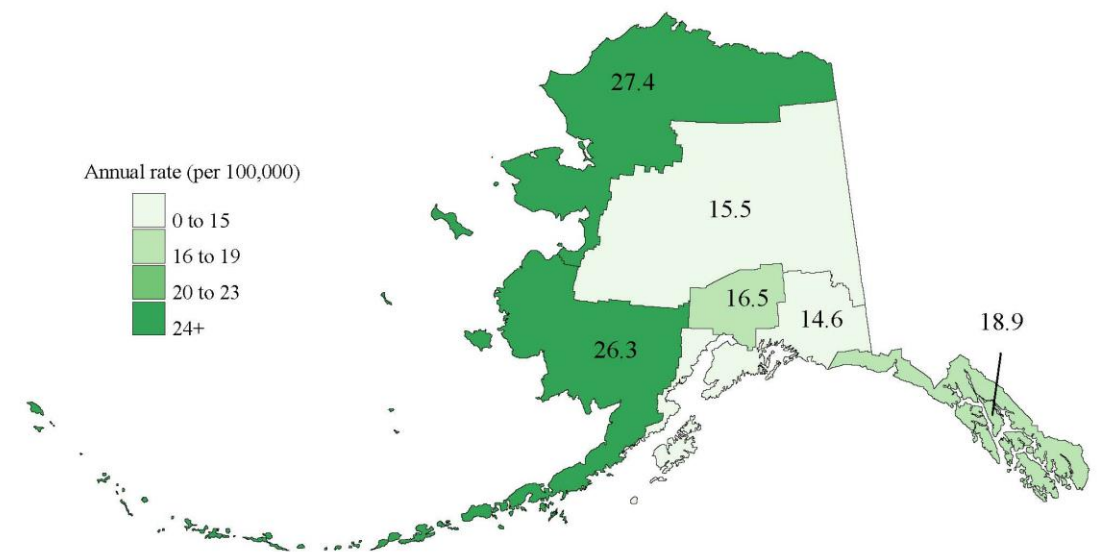 27.4
Annual rate (per 100,000)
0 to 15
16 to 19
20 to 23
24+
15.5
16.5
14.6
18.9
26.3